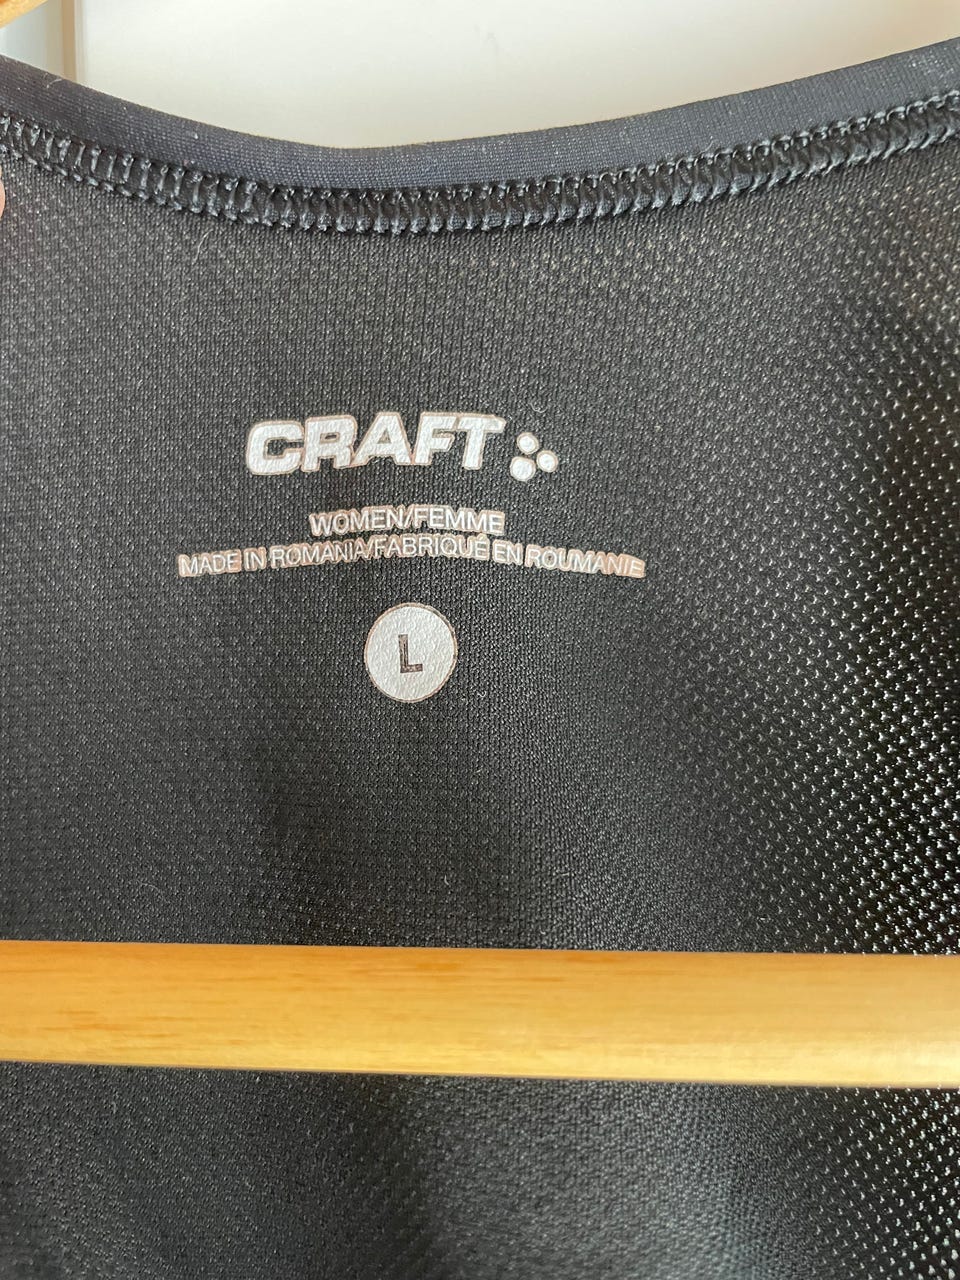 CRAFT
WOMEN/FEMME
MADE IN ROMANIA/FABRIQUÉ EN ROUMANIE
L